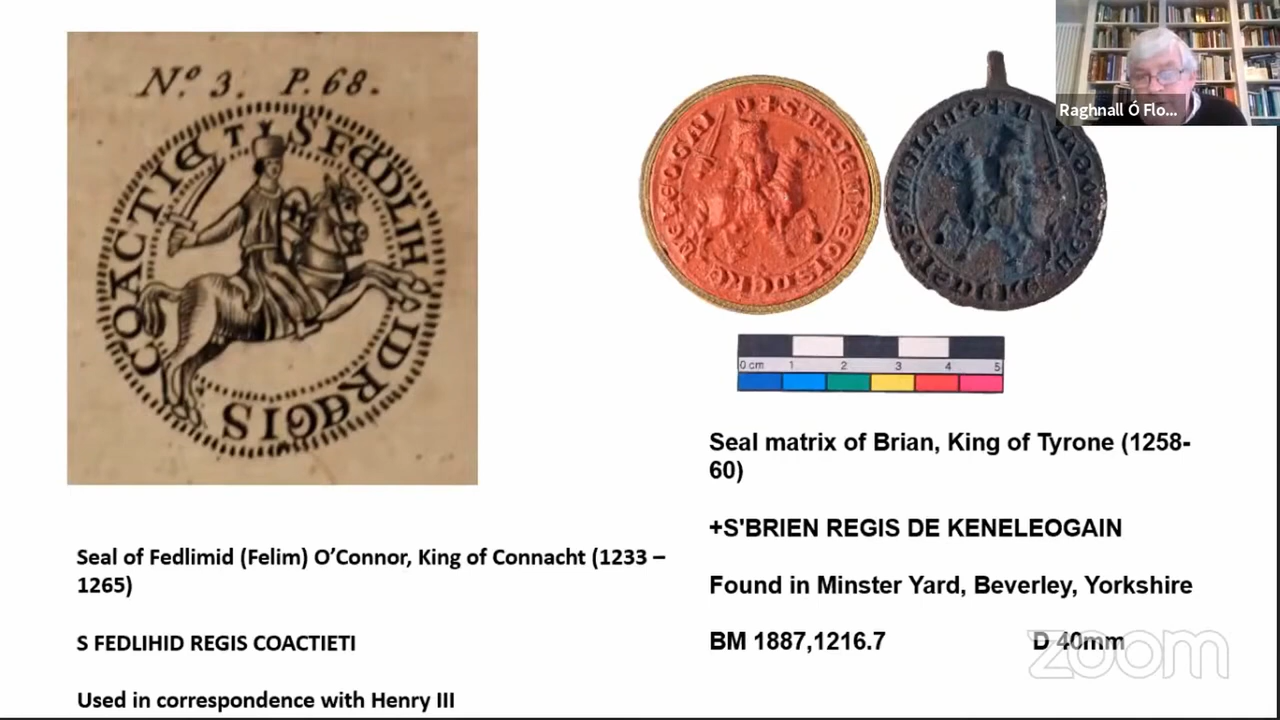 Nº 3. P. 68.
S FEDLIHID REGIS COACTIE
Seal of Fedlimid (Felim) O’Connor, King of Connacht (1233 –
1265)
S FEDLIHID REGIS COACTIETI
Used in correspondence with Henry III
0 cm 1 2 3 4 5
Seal matrix of Brian, King of Tyrone (1258-
60)
+S'BRIEN REGIS DE KENELEOGAIN
Found in Minster Yard, Beverley, Yorkshire
BM 1887,1216.7 D 40mm
Raghnall Ó Flo...
zoom